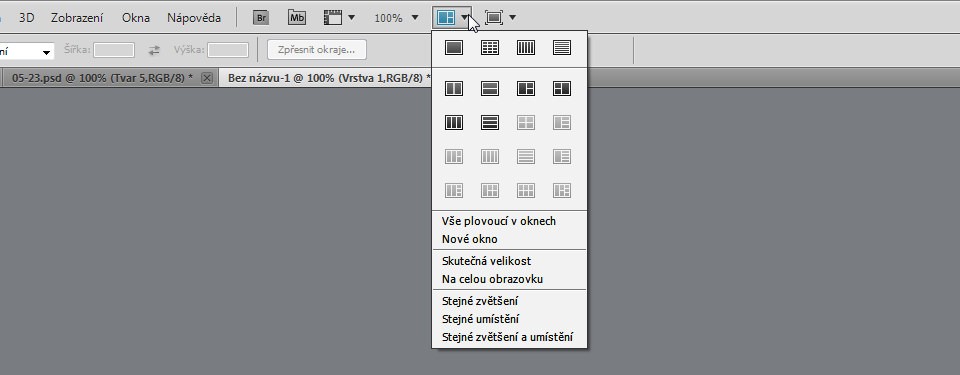 3D Zobrazení Okna Nápověda Br Mb 100%
ní Šířka: Výška: Zpřesnit okraje...
05-23.psd @ 100% (Tvar 5,RGB/8) * Bez názvu-1 @ 100% (Vrstva 1,RGB/8) *
Vše plovoucí v oknech
Nové okno
Skutečná velikost
Na celou obrazovku
Stejné zvětšení
Stejné umístění
Stejné zvětšení a umístění